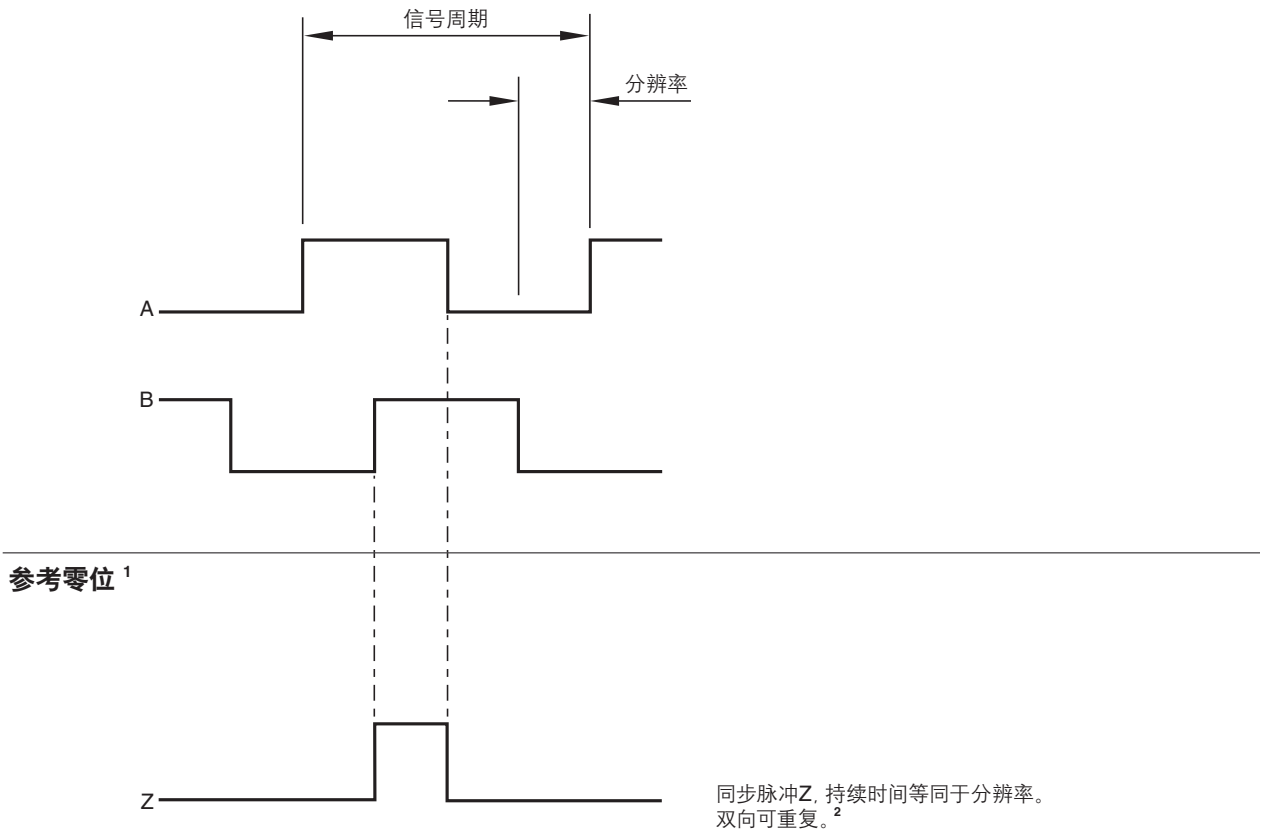 信号周期
分辨率
A
B
参考零位 ¹
Z
同步脉冲Z, 持续时间等同于分辨率。
双向可重复。²